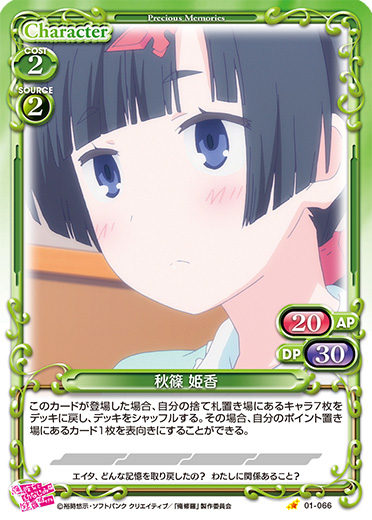 Precious Memories
Character
COST
2
SOURCE
2
20 AP
DP 30
秋篠 姫香
このカードが登場した場合、自分の捨て札置き場にあるキャラ7枚を
デッキに戻し、デッキをシャッフルする。その場合、自分のポイント置き
場にあるカード1枚を表向きにすることができる。
エイタ、どんな記憶を取り戻したの？ わたしに関係あること？
©裕時悠示・ソフトバンク クリエイティブ/「俺修羅」製作委員会
01-066